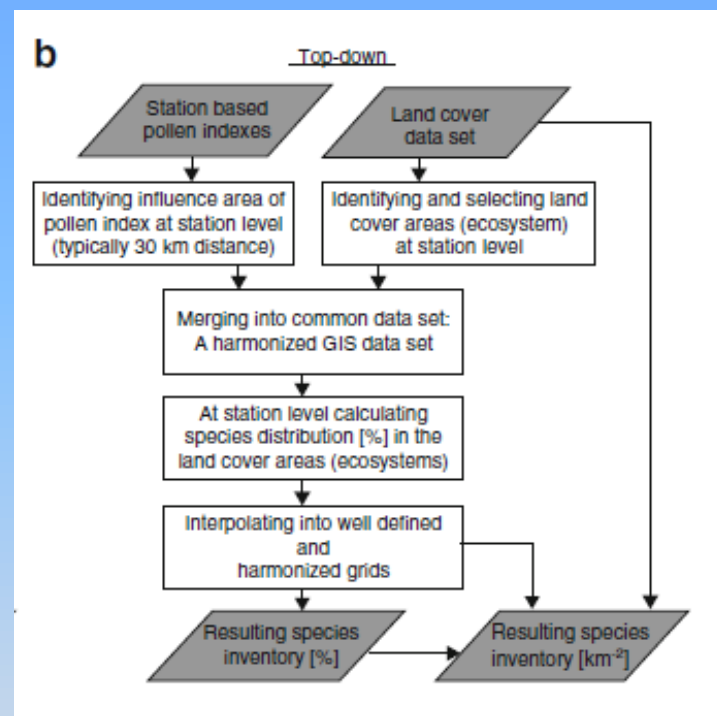 b
Top-down
Station based
pollen indexes
Land cover
data set
Identifying influence area of
pollen index at station level
(typically 30 km distance)
Identifying and selecting land
cover areas (ecosystem)
at station level
Merging into common data set:
A harmonized GIS data set
At station level calculating
species distribution [%] in the
land cover areas (ecosystems)
Interpolating into well defined
and
harmonized grids
Resulting species
inventory [%]
Resulting species
inventory [km⁻²]